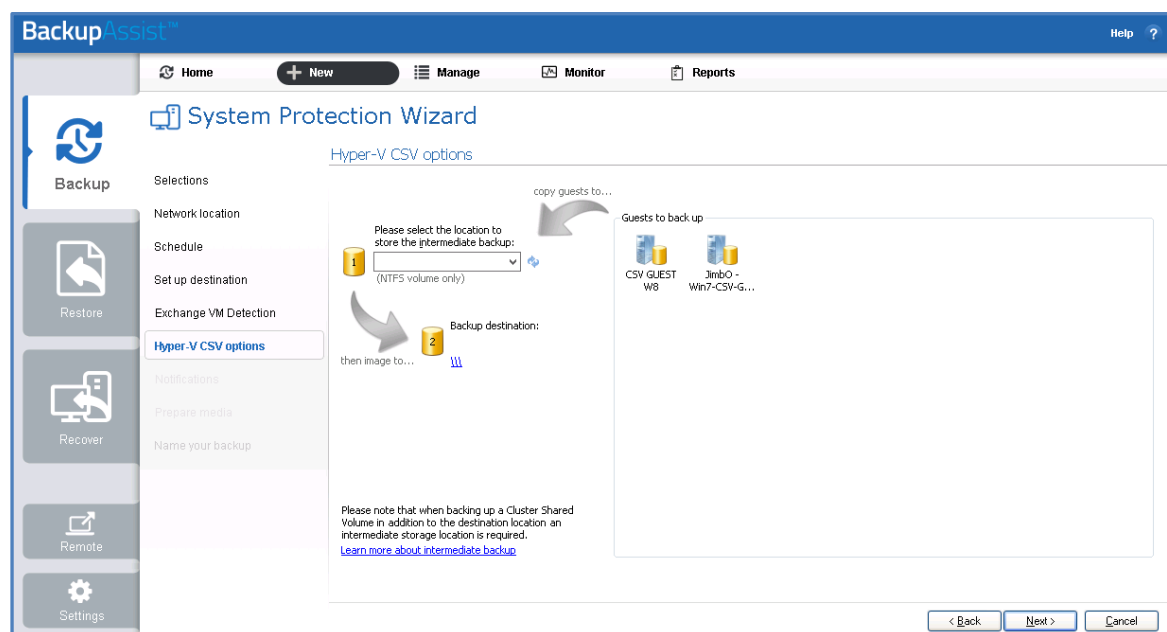 BackupAssist™
Help ?
Home
New
Manage
Monitor
Reports
System Protection Wizard
Hyper-V CSV options
Backup
Restore
Recover
Remote
Settings
Selections
Network location
Schedule
Set up destination
Exchange VM Detection
Hyper-V CSV options
Notifications
Prepare media
Name your backup
copy guests to...
Please select the location to
store the intermediate backup:
1
(NTFS volume only)
Backup destination:
2
\\\
then image to...
Guests to back up
CSV GUEST
W8
JimbO -
Win7-CSV-G...
Please note that when backing up a Cluster Shared
Volume in addition to the destination location an
intermediate storage location is required.
Learn more about intermediate backup
< Back
Next >
Cancel